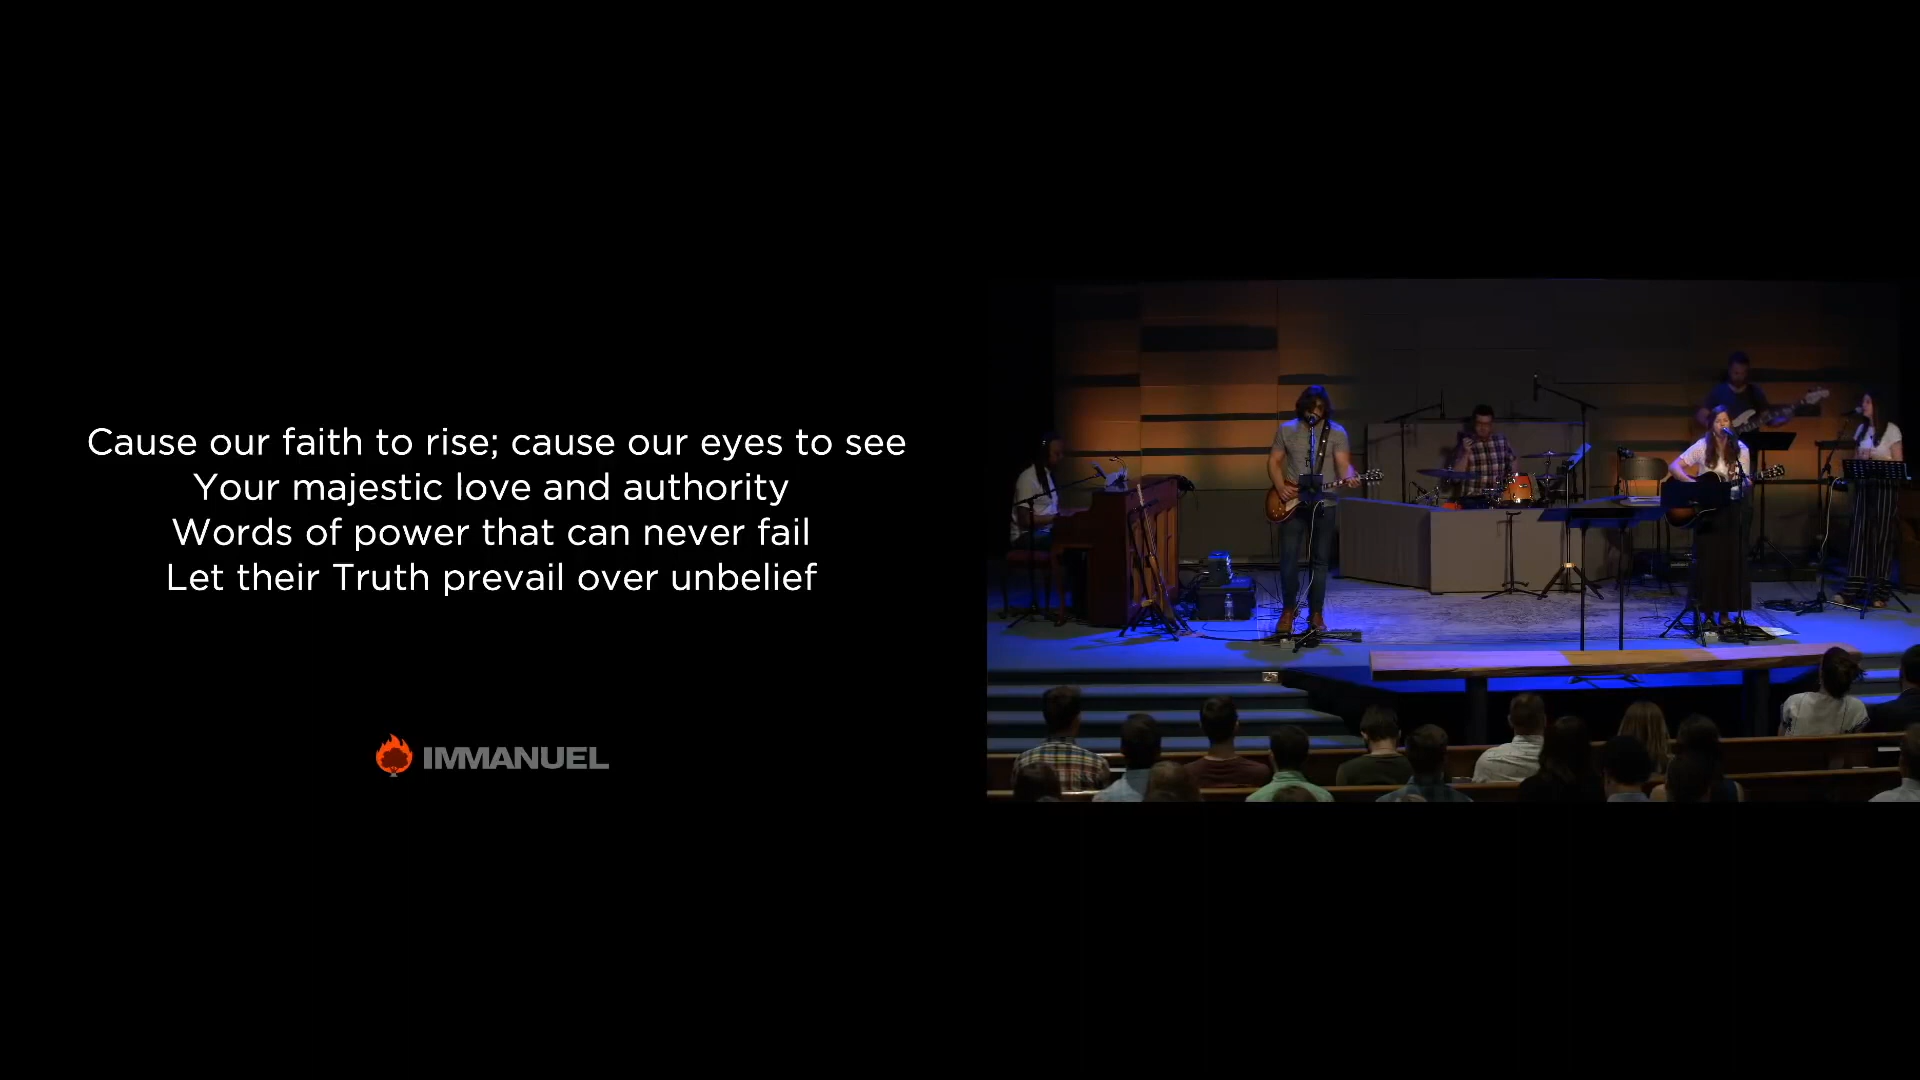 Cause our faith to rise; cause our eyes to see
Your majestic love and authority
Words of power that can never fail
Let their Truth prevail over unbelief
IMMANUEL